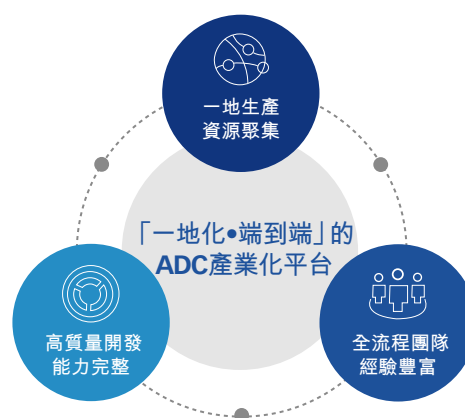 一地生產
資源聚集
「一地化•端到端」的
ADC產業化平台
高質量開發
能力完整
全流程團隊
經驗豐富